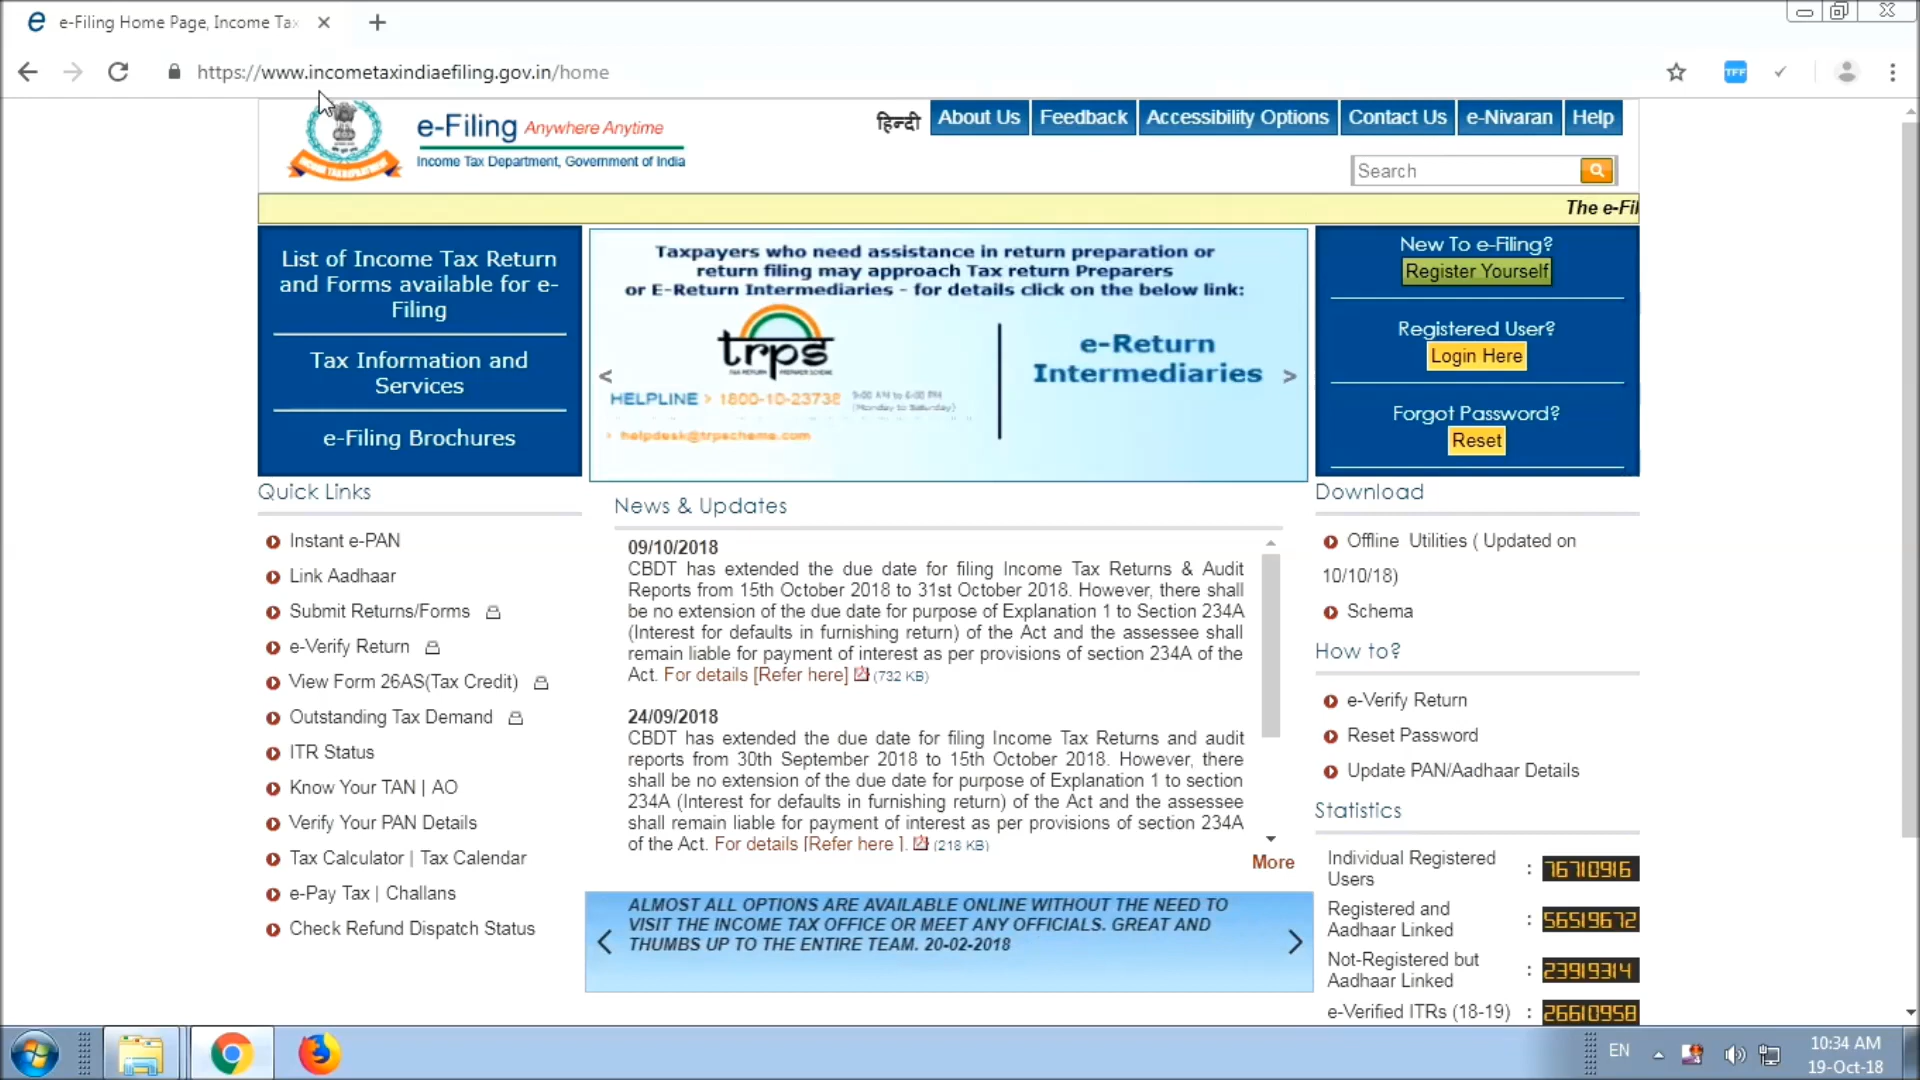 e-Filing Home Page, Income Tax
https://www.incometaxindiaefiling.gov.in/home
e-Filing Anywhere Anytime
Income Tax Department, Government of India
हिन्दी
About Us
Feedback
Accessibility Options
Contact Us
e-Nivaran
Help
Search
The e-Fil
List of Income Tax Return
and Forms available for e-
Filing
Tax Information and
Services
e-Filing Brochures
Taxpayers who need assistance in return preparation or
return filing may approach Tax return Preparers
or E-Return Intermediaries - for details click on the below link:
trps
TAX RETURN PREPARER SCHEME
HELPLINE > 1800-10-23738
9:00 AM to 6:00 PM
(Monday to Saturday)
> helpdesk@trpscheme.com
e-Return
Intermediaries
< >
New To e-Filing?
Register Yourself
Registered User?
Login Here
Forgot Password?
Reset
Quick Links
Instant e-PAN
Link Aadhaar
Submit Returns/Forms
e-Verify Return
View Form 26AS(Tax Credit)
Outstanding Tax Demand
ITR Status
Know Your TAN | AO
Verify Your PAN Details
Tax Calculator | Tax Calendar
e-Pay Tax | Challans
Check Refund Dispatch Status
News & Updates
09/10/2018
CBDT has extended the due date for filing Income Tax Returns & Audit
Reports from 15th October 2018 to 31st October 2018. However, there shall
be no extension of the due date for purpose of Explanation 1 to Section 234A
(Interest for defaults in furnishing return) of the Act and the assessee shall
remain liable for payment of interest as per provisions of section 234A of the
Act. For details [Refer here] (732 KB)
24/09/2018
CBDT has extended the due date for filing Income Tax Returns and audit
reports from 30th September 2018 to 15th October 2018. However, there
shall be no extension of the due date for purpose of Explanation 1 to section
234A (Interest for defaults in furnishing return) of the Act and the assessee
shall remain liable for payment of interest as per provisions of section 234A
of the Act. For details [Refer here ]. (218 KB)
More
ALMOST ALL OPTIONS ARE AVAILABLE ONLINE WITHOUT THE NEED TO
VISIT THE INCOME TAX OFFICE OR MEET ANY OFFICIALS. GREAT AND
THUMBS UP TO THE ENTIRE TEAM. 20-02-2018
Download
Offline Utilities ( Updated on
10/10/18)
Schema
How to?
e-Verify Return
Reset Password
Update PAN/Aadhaar Details
Statistics
Individual Registered
Users : 76710916
Registered and
Aadhaar Linked : 56519672
Not-Registered but
Aadhaar Linked : 23919314
e-Verified ITRs (18-19) : 26610958
EN
10:34 AM
19-Oct-18